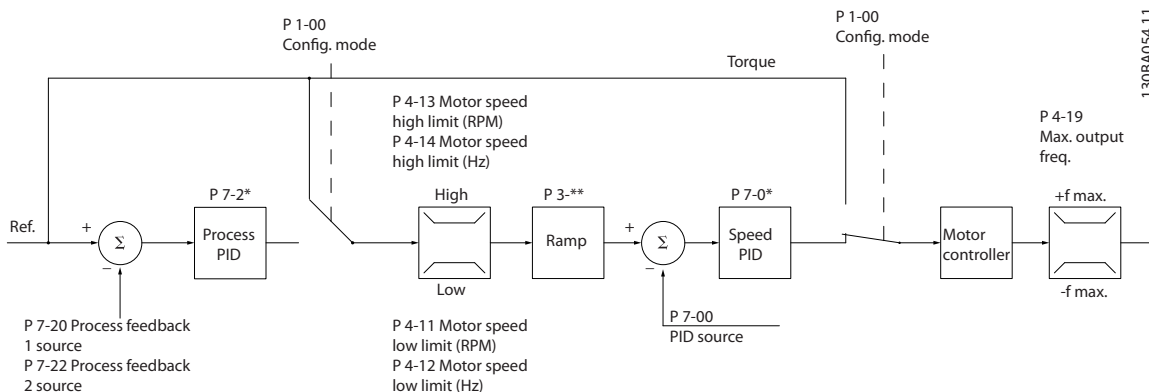 P 1-00
Config. mode
P 1-00
Config. mode
130BA054.11
Torque
P 4-13 Motor speed
high limit (RPM)
P 4-14 Motor speed
high limit (Hz)
P 4-19
Max. output
freq.
P 7-2*
High
P 3-**
P 7-0*
+f max.
Ref.
+
Σ
−
Process
PID
Ramp
+
Σ
−
Speed
PID
Motor
controller
Low
-f max.
P 7-20 Process feedback
1 source
P 7-22 Process feedback
2 source
P 4-11 Motor speed
low limit (RPM)
P 4-12 Motor speed
low limit (Hz)
P 7-00
PID source